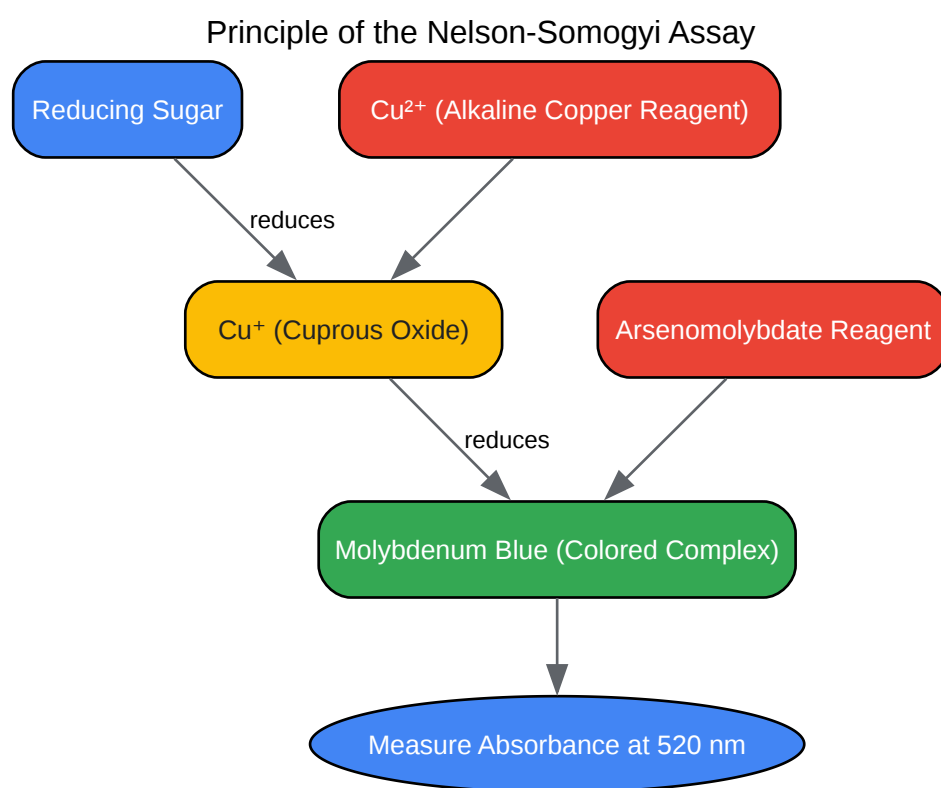 Principle of the Nelson-Somogyi Assay
Reducing Sugar
Cu²⁺ (Alkaline Copper Reagent)
reduces
Cu⁺ (Cuprous Oxide)
Arsenomolybdate Reagent
reduces
Molybdenum Blue (Colored Complex)
Measure Absorbance at 520 nm